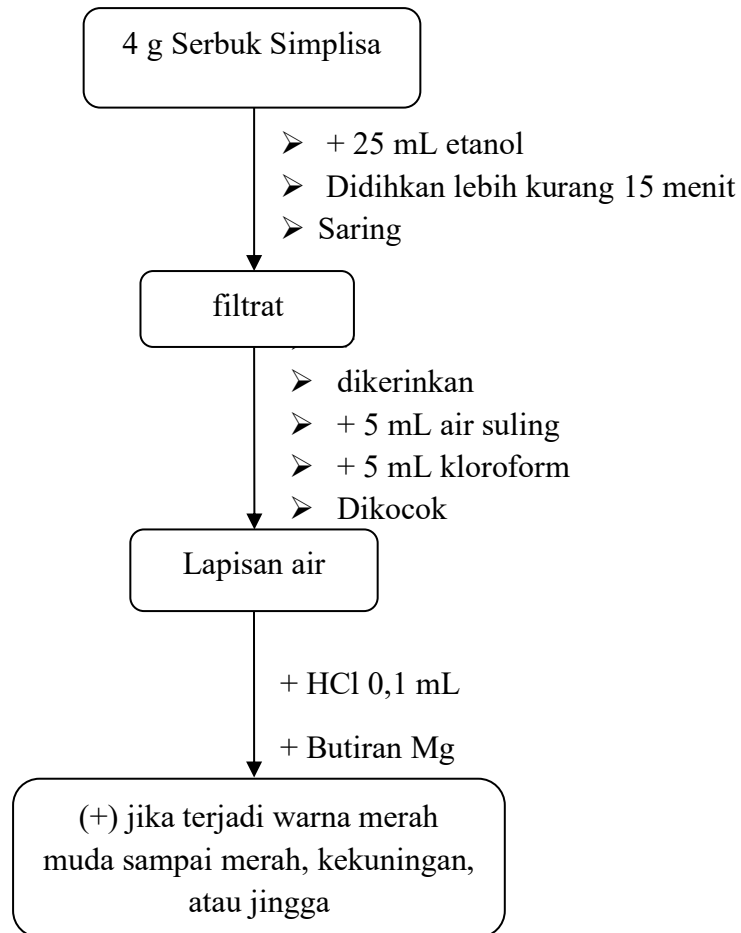 4 g Serbuk Simplisa
➢ + 25 mL etanol
➢ Didihkan lebih kurang 15 menit
➢ Saring
filtrat
➢ dikerinkan
➢ + 5 mL air suling
➢ + 5 mL kloroform
➢ Dikocok
Lapisan air
+ HCl 0,1 mL
+ Butiran Mg
(+) jika terjadi warna merah
muda sampai merah, kekuningan,
atau jingga